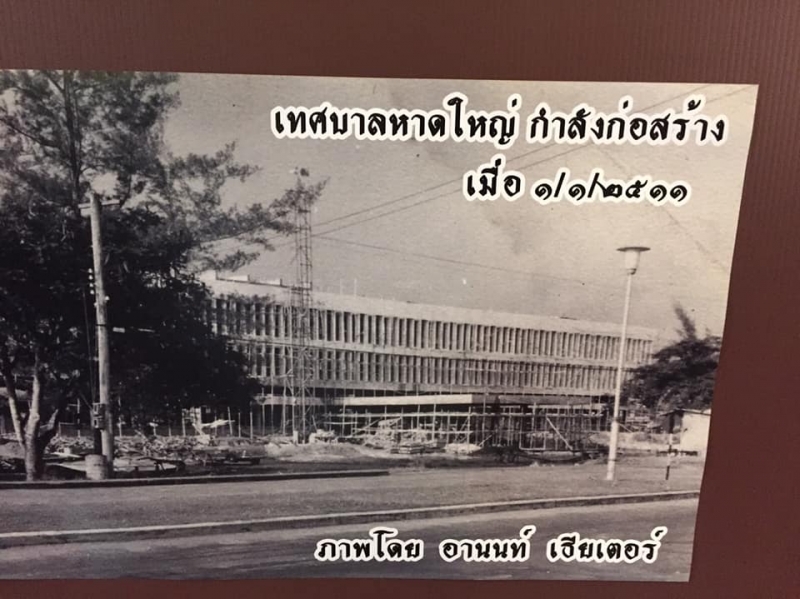 เทศบาลหาดใหญ่ กำลังก่อสร้าง
เมื่อ ๑/๑/๒๕๑๑
ภาพโดย อานนท์ เธียเตอร์